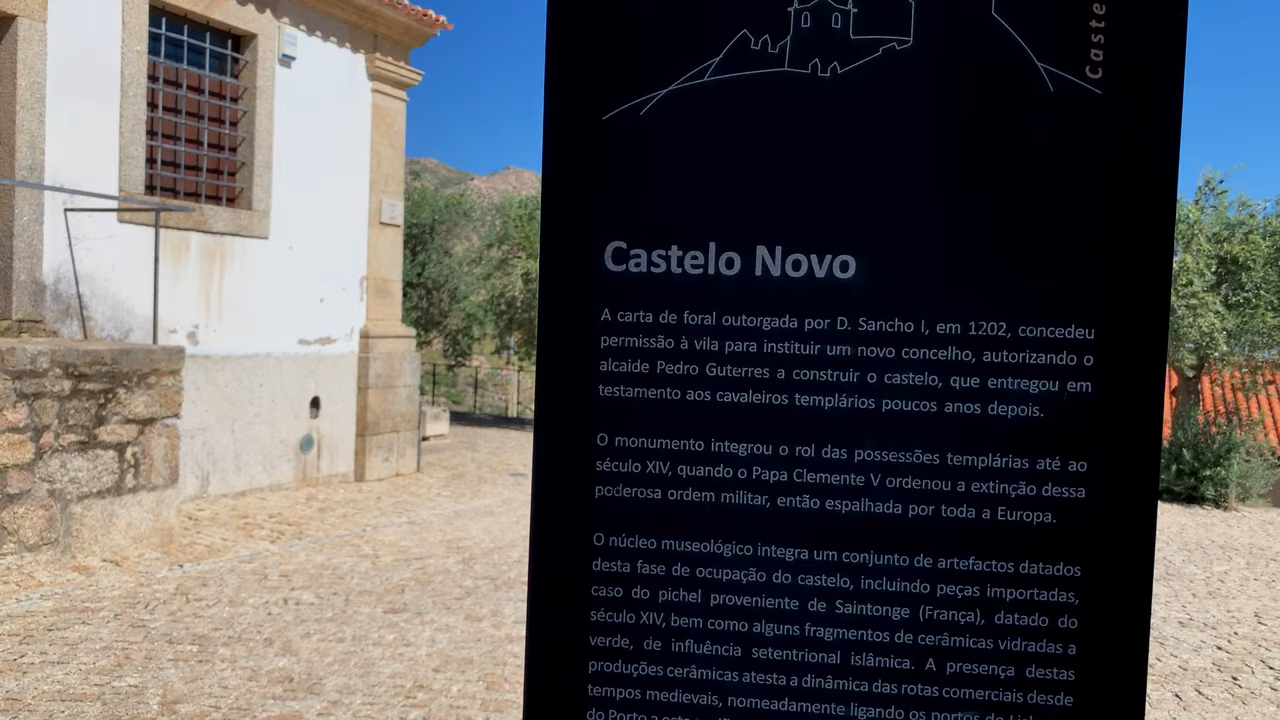 Caste
Castelo Novo
A carta de foral outorgada por D. Sancho I, em 1202, concedeu
permissão à vila para instituir um novo concelho, autorizando o
alcaide Pedro Guterres a construir o castelo, que entregou em
testamento aos cavaleiros templários poucos anos depois.
O monumento integrou o rol das possessões templárias até ao
século XIV, quando o Papa Clemente V ordenou a extinção dessa
poderosa ordem militar, então espalhada por toda a Europa.
O núcleo museológico integra um conjunto de artefactos datados
desta fase de ocupação do castelo, incluindo peças importadas,
caso do pichel proveniente de Saintonge (França), datado do
século XIV, bem como alguns fragmentos de cerâmicas vidradas a
verde, de influência setentrional islâmica. A presença destas
produções cerâmicas atesta a dinâmica das rotas comerciais desde
tempos medievais, nomeadamente ligando os portos de
do Porto a